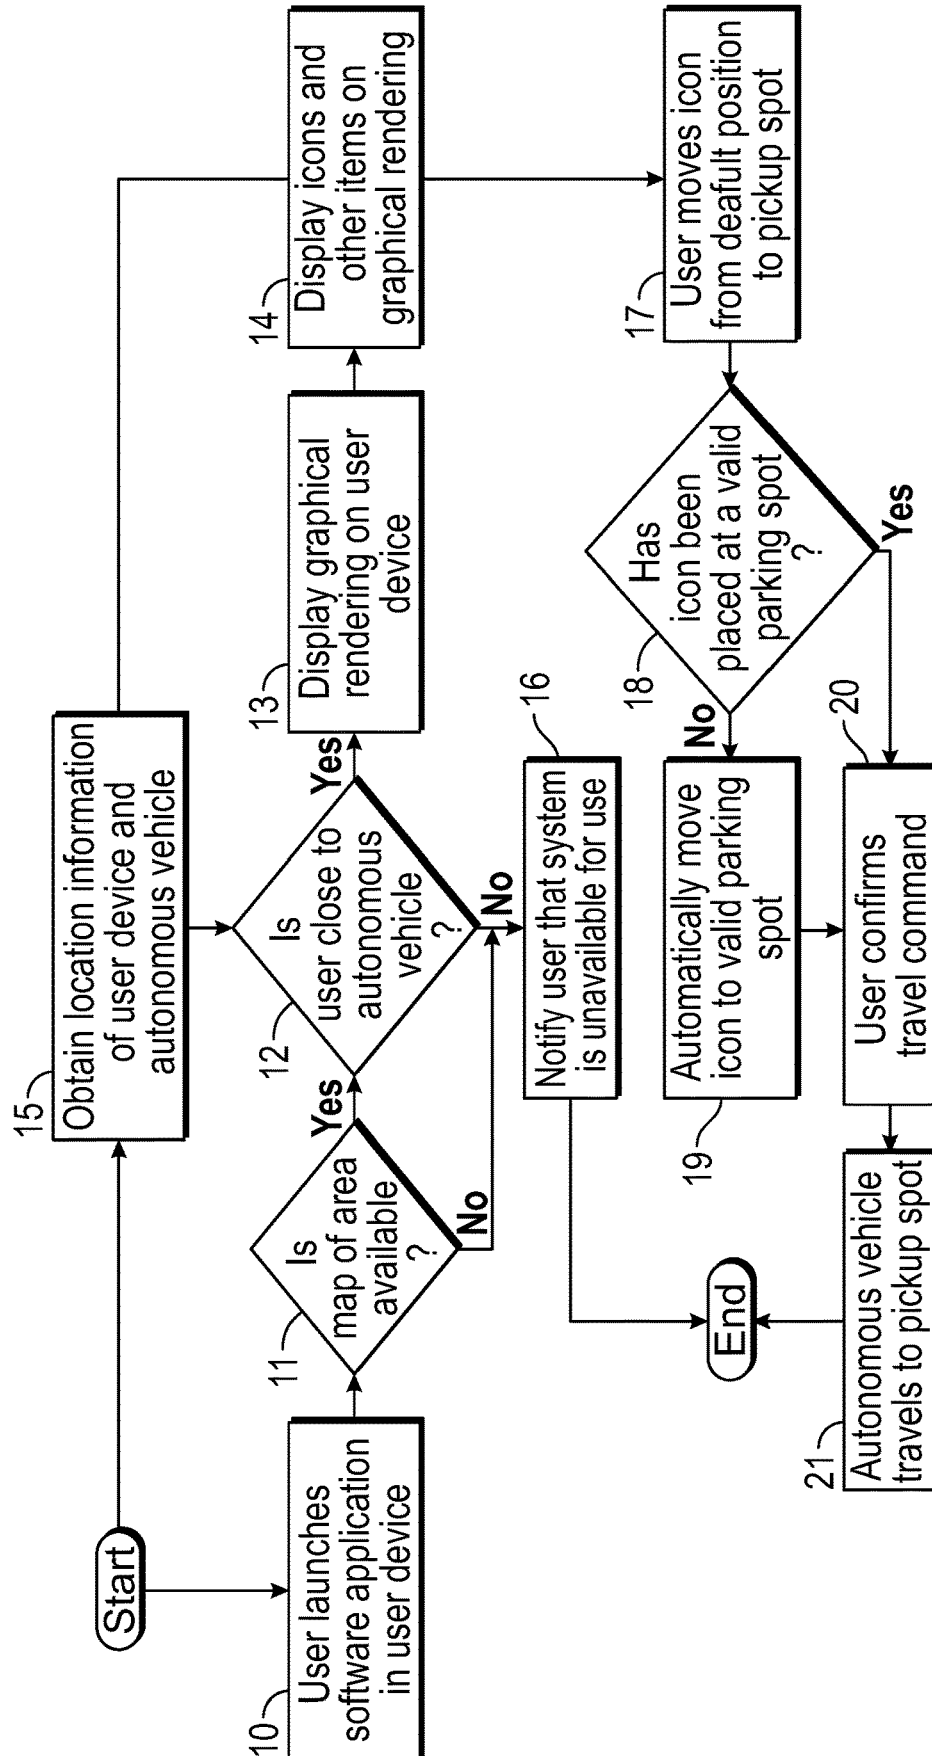 Start
10
User launches
software application
in user device
15
Obtain location information
of user device and
autonomous vehicle
11
Is
map of area
available
?
Yes
No
12
Is
user close to
autonomous
vehicle
?
Yes
No
13
Display graphical
rendering on user
device
14
Display icons and
other items on
graphical rendering
16
Notify user that system
is unavailable for use
17
User moves icon
from deafult position
to pickup spot
18
Has
icon been
placed at a valid
parking spot
?
No
Yes
19
Automatically move
icon to valid parking
spot
20
User confirms
travel command
21
Autonomous vehicle
travels to pickup spot
End